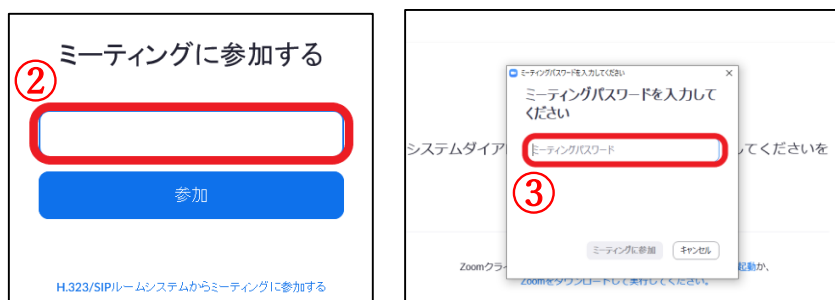 ミーティングに参加する
②
参加
H.323/SIPルームシステムからミーティングに参加する
ミーティングパスワードを入力してください
ミーティングパスワードを入力して
ください
システムダイア
ミーティングパスワード
してくださいを
③
ミーティングに参加 キャンセル
Zoomクラ
起動か、
Zoomをダウンロードして実行してください。